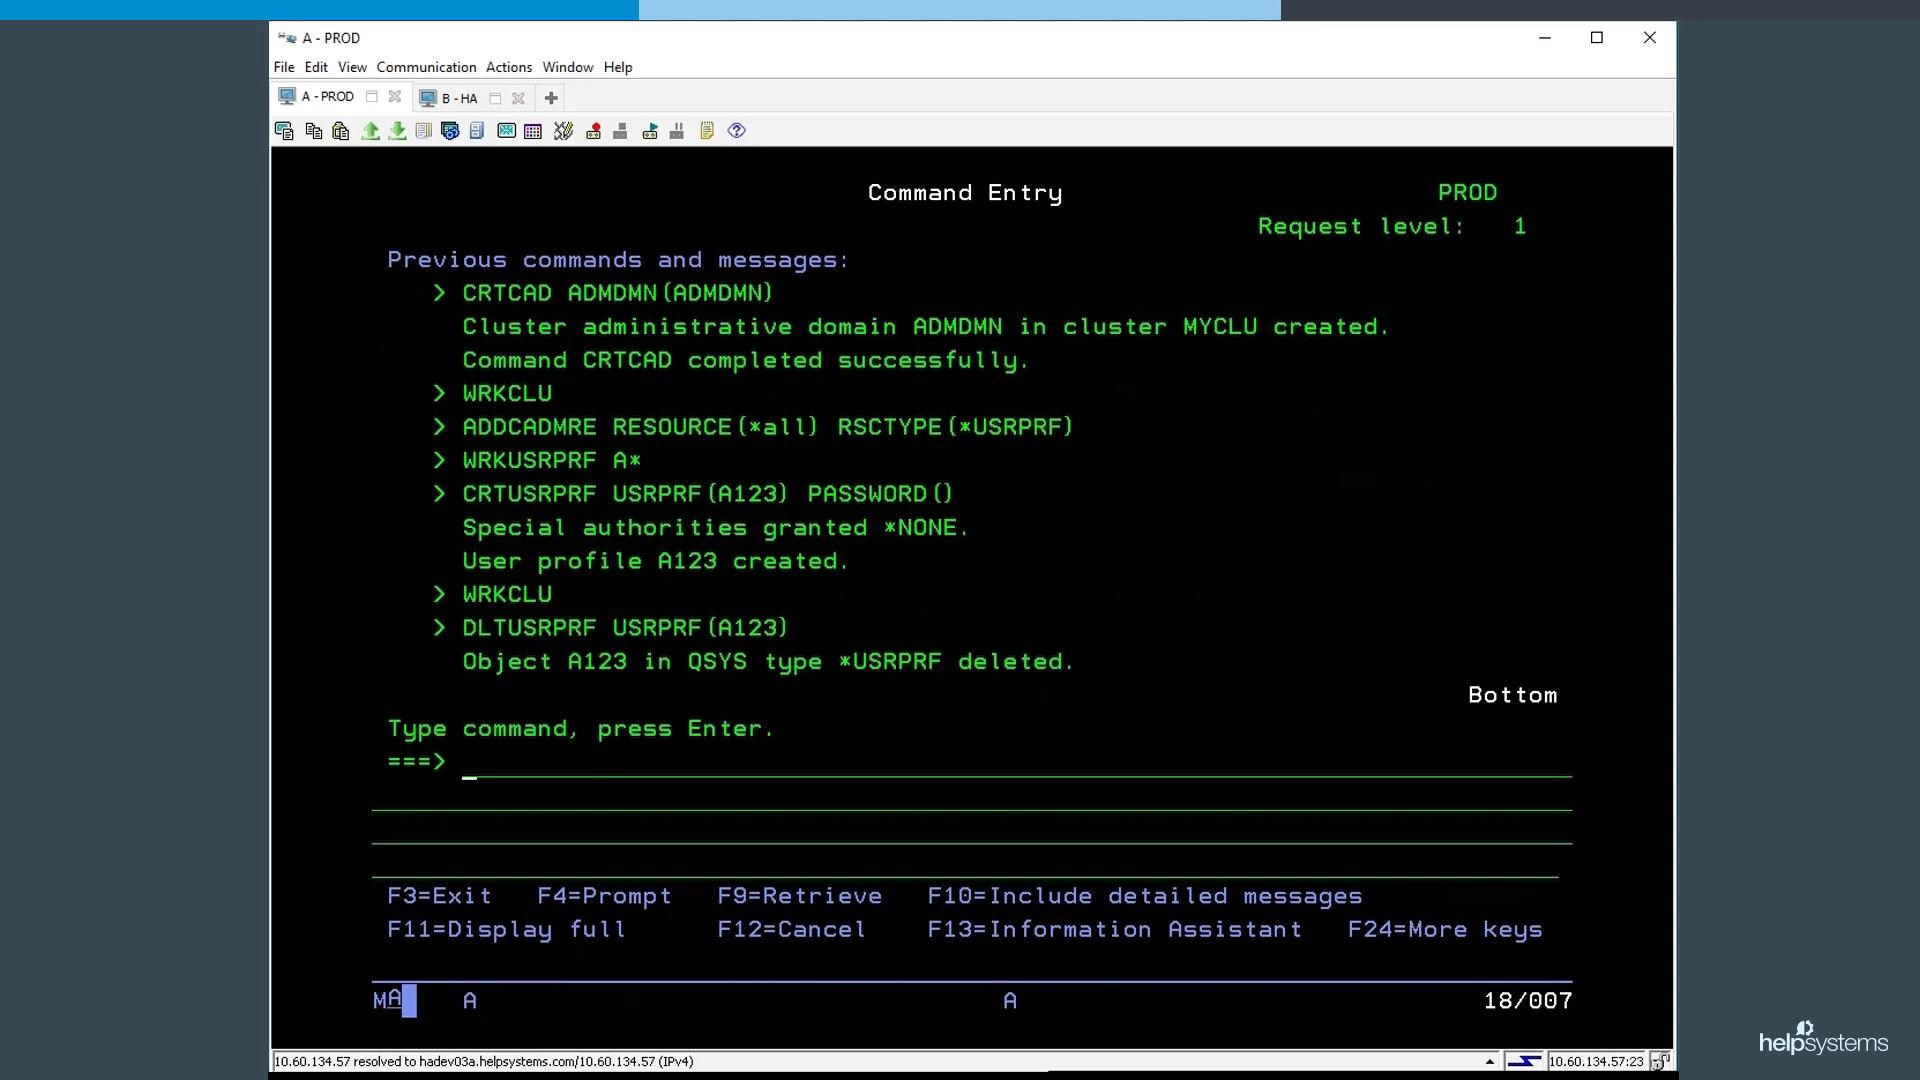 A - PROD
File Edit View Communication Actions Window Help
A - PROD B - HA
Command Entry PROD
Request level: 1
Previous commands and messages:
> CRTCAD ADMDMN(ADMDMN)
Cluster administrative domain ADMDMN in cluster MYCLU created.
Command CRTCAD completed successfully.
> WRKCLU
> ADDCADMRE RESOURCE(*all) RSCTYPE(*USRPRF)
> WRKUSRPRF A*
> CRTUSRPRF USRPRF(A123) PASSWORD()
Special authorities granted *NONE.
User profile A123 created.
> WRKCLU
> DLTUSRPRF USRPRF(A123)
Object A123 in QSYS type *USRPRF deleted.
Bottom
Type command, press Enter.
===>
F3=Exit F4=Prompt F9=Retrieve F10=Include detailed messages
F11=Display full F12=Cancel F13=Information Assistant F24=More keys
MA A A 18/007
10.60.134.57 resolved to hadev03a.helpsystems.com/10.60.134.57 (IPv4) 10.60.134.57:23
helpsystems